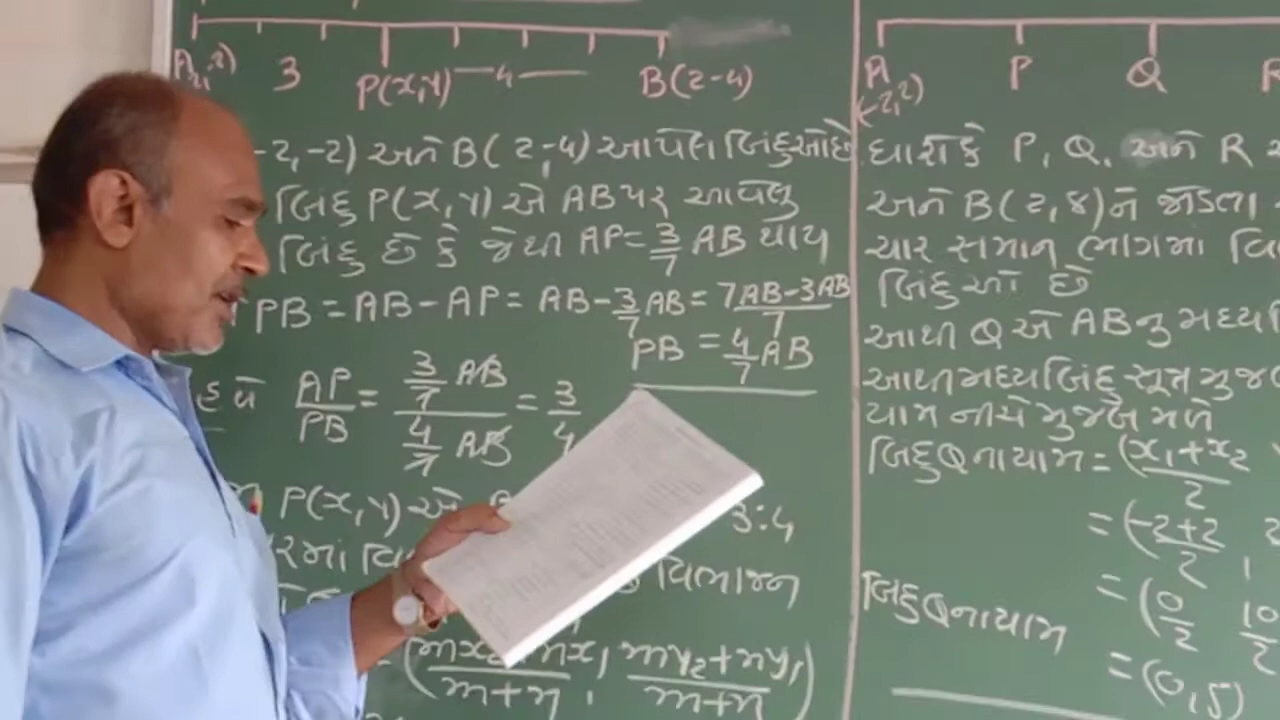 3 P(x,y) 4 B(2-4)
-2,-2) અને B(2,-4) આપેલ બિંદુઓ છે
બિંદુ P(x,y) એ AB પર આવેલુ
બિંદુ છે કે જેથી AP=3/7 AB થાય
PB = AB-AP = AB-3/7 AB = 7AB-3AB/7
PB = 4/7 AB
હવે AP/PB = 3/7 AB / 4/7 AB = 3/4
P(x,y) એ 3:4
વિભાજન
= (mx2+nx1/m+n, my2+ny1/m+n)
A P Q R
(-2,2)
ધારો કે P, Q, અને R
અને B(2,8)ને જોડતા
ચાર સમાન ભાગમા વિ
બિંદુઓ છે
આથી Q એ AB નુ મધ્ય
આથી મધ્યબિંદુ સૂત્ર મુજબ
યામ નીચે મુજબ મળે
બિંદુ Q ના યામ = (x1+x2/2
= (-2+2/2, 2
બિંદુ Q ના યામ = (0/2 10/2
= (0,5)